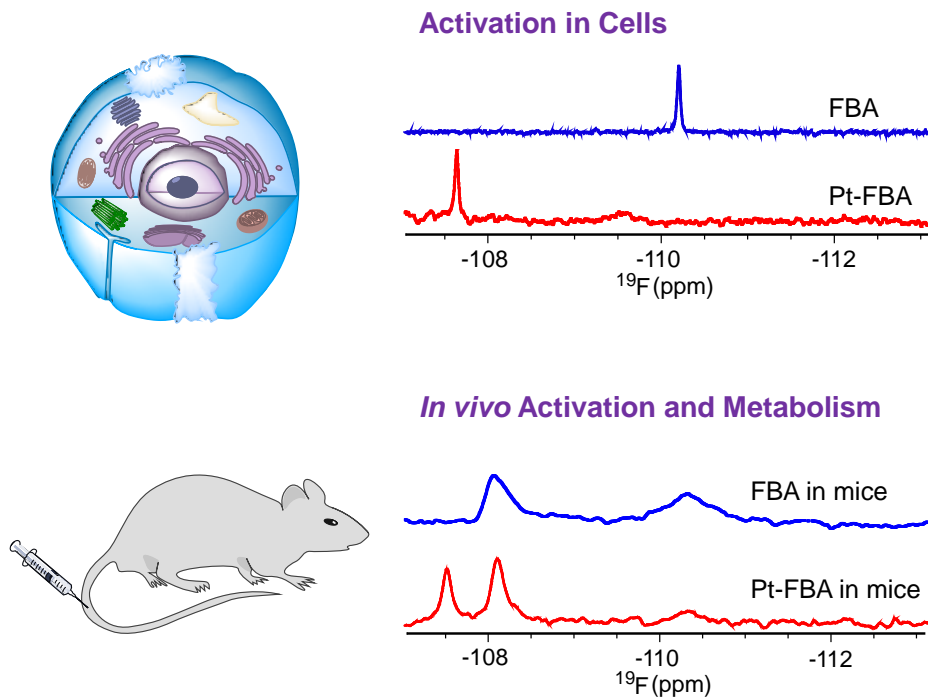 Activation in Cells
FBA
Pt-FBA
-108 -110 -112
¹⁹F(ppm)
In vivo Activation and Metabolism
FBA in mice
Pt-FBA in mice
-108 -110 -112
¹⁹F(ppm)